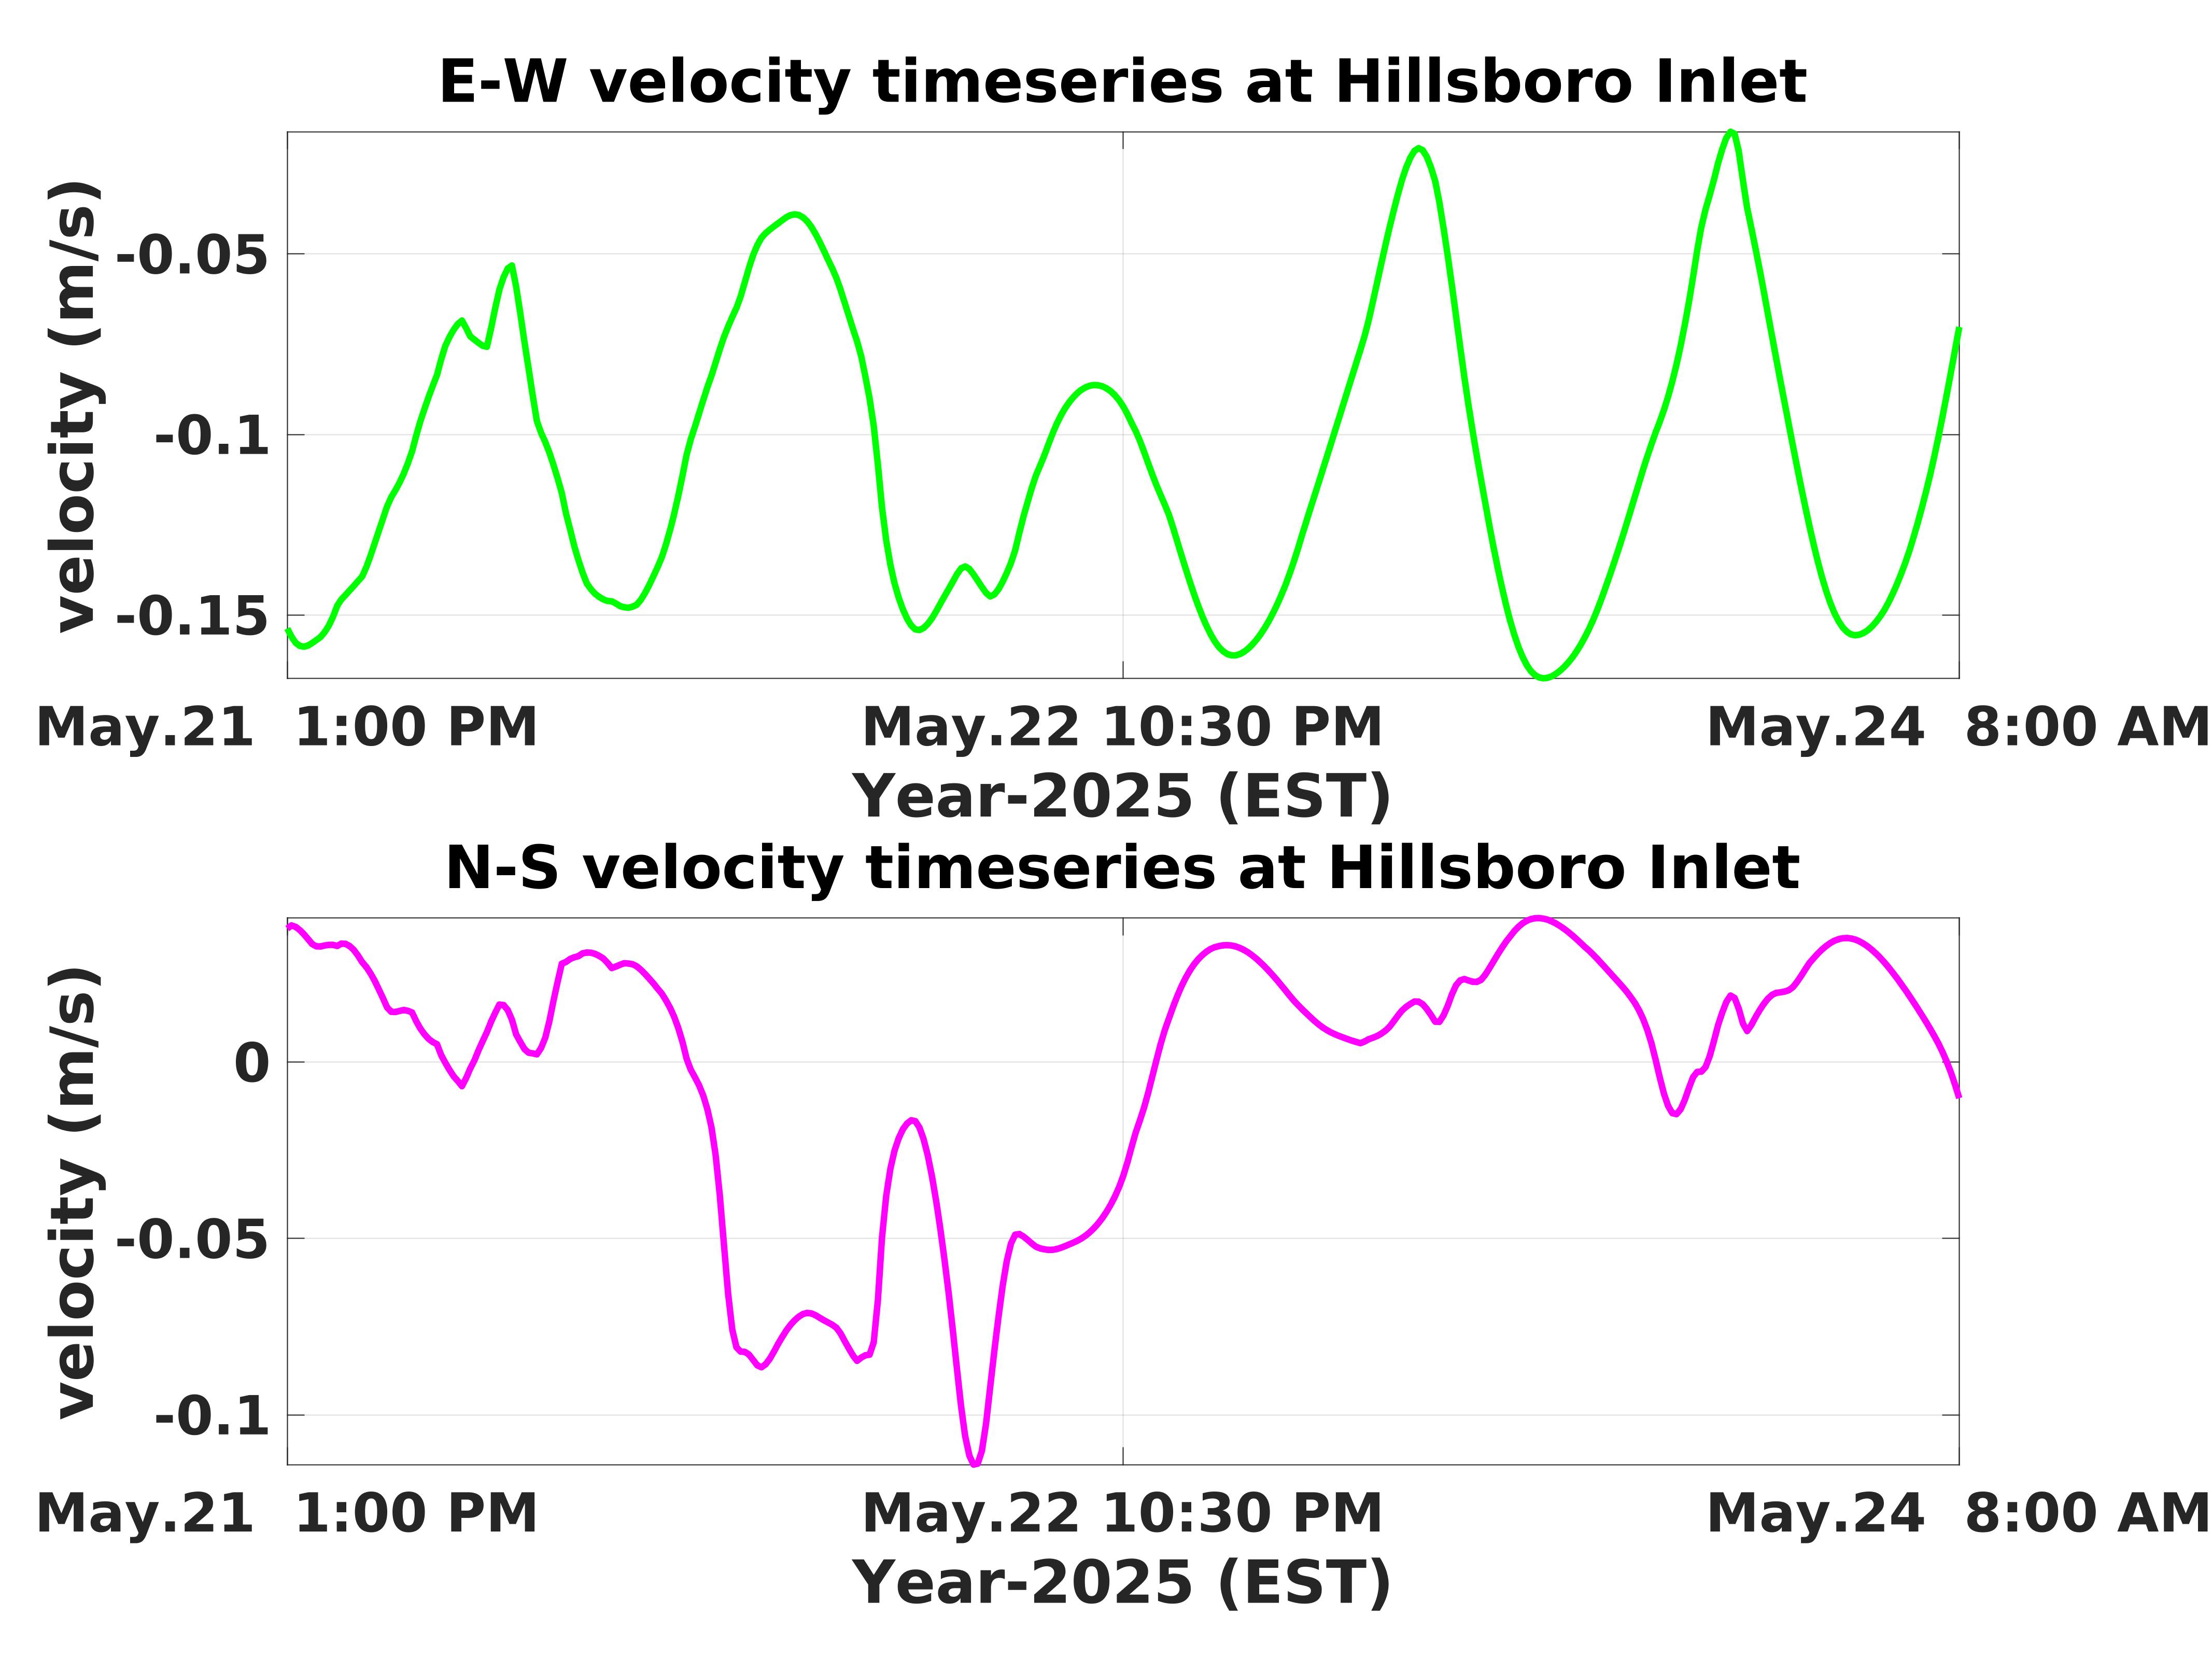 E-W velocity timeseries at Hillsboro Inlet
velocity (m/s)
-0.05
-0.1
-0.15
May.21 1:00 PM May.22 10:30 PM May.24 8:00 AM
Year-2025 (EST)
N-S velocity timeseries at Hillsboro Inlet
velocity (m/s)
0
-0.05
-0.1
May.21 1:00 PM May.22 10:30 PM May.24 8:00 AM
Year-2025 (EST)